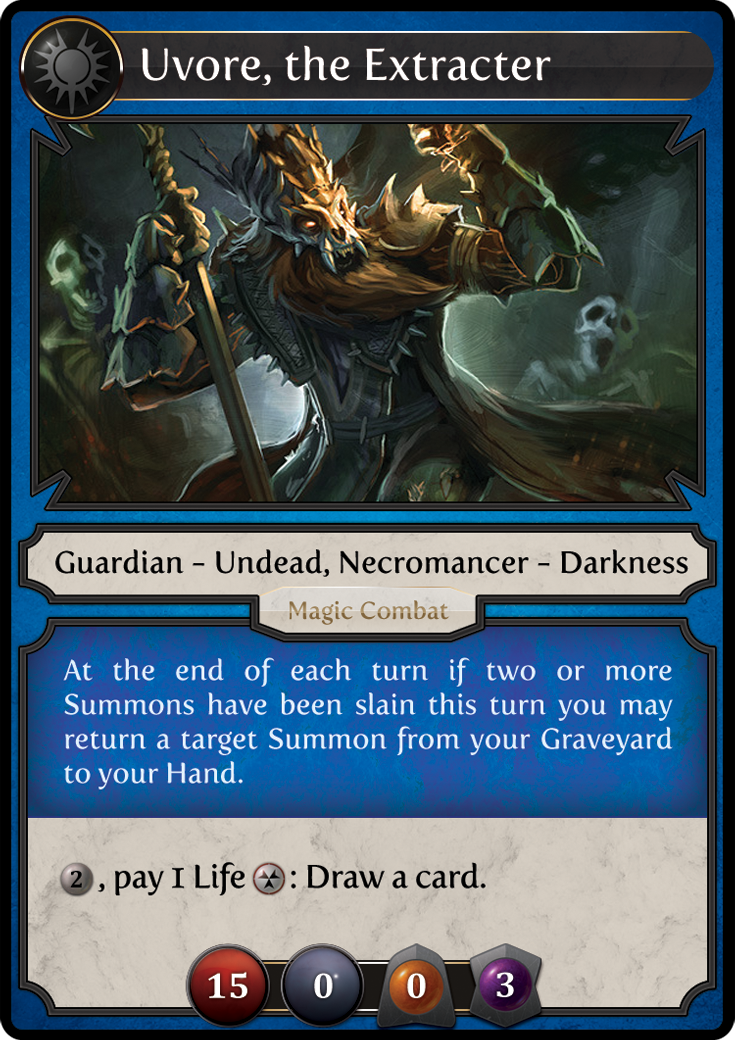 Uvore, the Extracter
Guardian – Undead, Necromancer – Darkness
Magic Combat
At the end of each turn if two or more
Summons have been slain this turn you may
return a target Summon from your Graveyard
to your Hand.
2, pay 1 Life : Draw a card.
15 0* 0 3